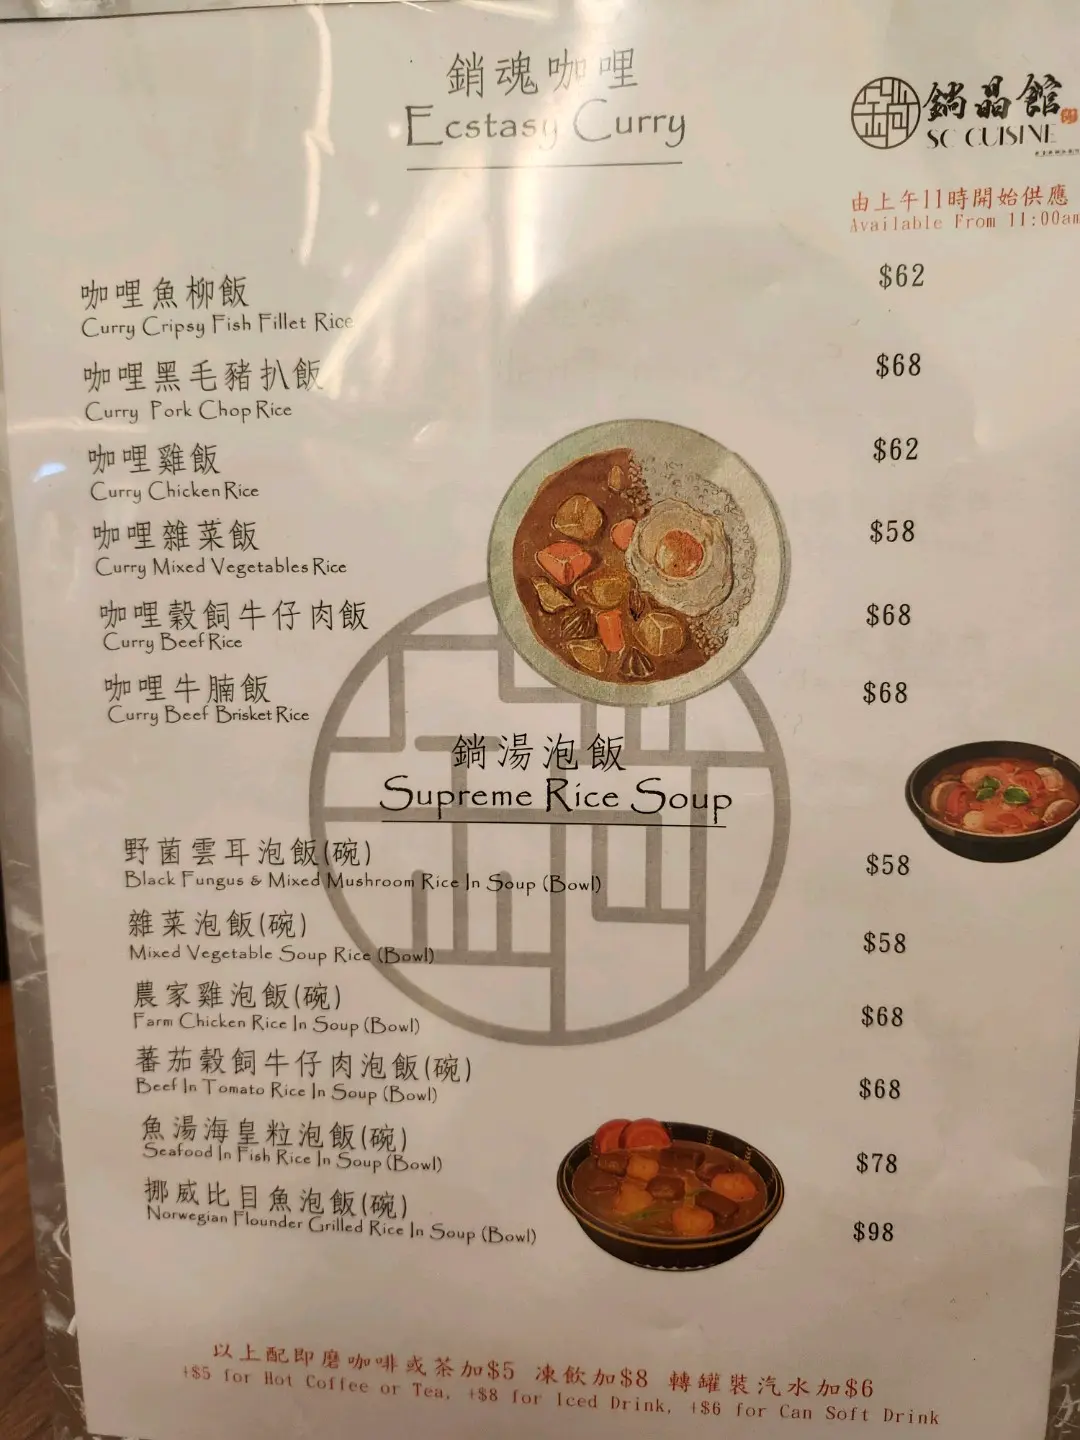 銷魂咖哩
Ecstasy Curry
鍋晶館
SC CUISINE
由上午11時開始供應
Available From 11:00am
咖哩魚柳飯 $62
Curry Cripsy Fish Fillet Rice
咖哩黑毛豬扒飯 $68
Curry Pork Chop Rice
咖哩雞飯 $62
Curry Chicken Rice
咖哩雜菜飯 $58
Curry Mixed Vegetables Rice
咖哩穀飼牛仔肉飯 $68
Curry Beef Rice
咖哩牛腩飯 $68
Curry Beef Brisket Rice
鍋湯泡飯
Supreme Rice Soup
野菌雲耳泡飯(碗) $58
Black Fungus & Mixed Mushroom Rice In Soup (Bowl)
雜菜泡飯(碗) $58
Mixed Vegetable Soup Rice (Bowl)
農家雞泡飯(碗) $68
Farm Chicken Rice In Soup (Bowl)
蕃茄穀飼牛仔肉泡飯(碗) $68
Beef In Tomato Rice In Soup (Bowl)
魚湯海皇粒泡飯(碗) $78
Seafood In Fish Rice In Soup (Bowl)
挪威比目魚泡飯(碗) $98
Norwegian Flounder Grilled Rice In Soup (Bowl)
以上配即磨咖啡或茶加$5 凍飲加$8 轉罐裝汽水加$6
+$5 for Hot Coffee or Tea, +$8 for Iced Drink, +$6 for Can Soft Drink